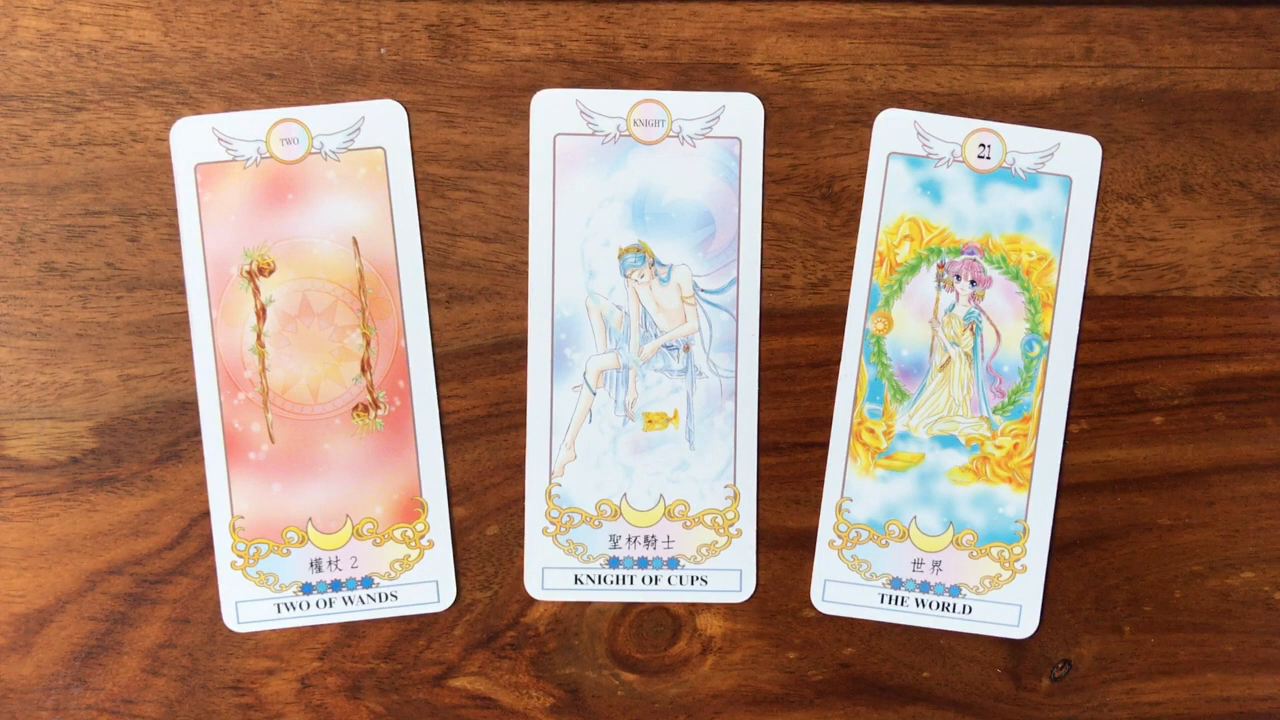 TWO
權杖 2
TWO OF WANDS
KNIGHT
聖杯騎士
KNIGHT OF CUPS
21
世界
THE WORLD